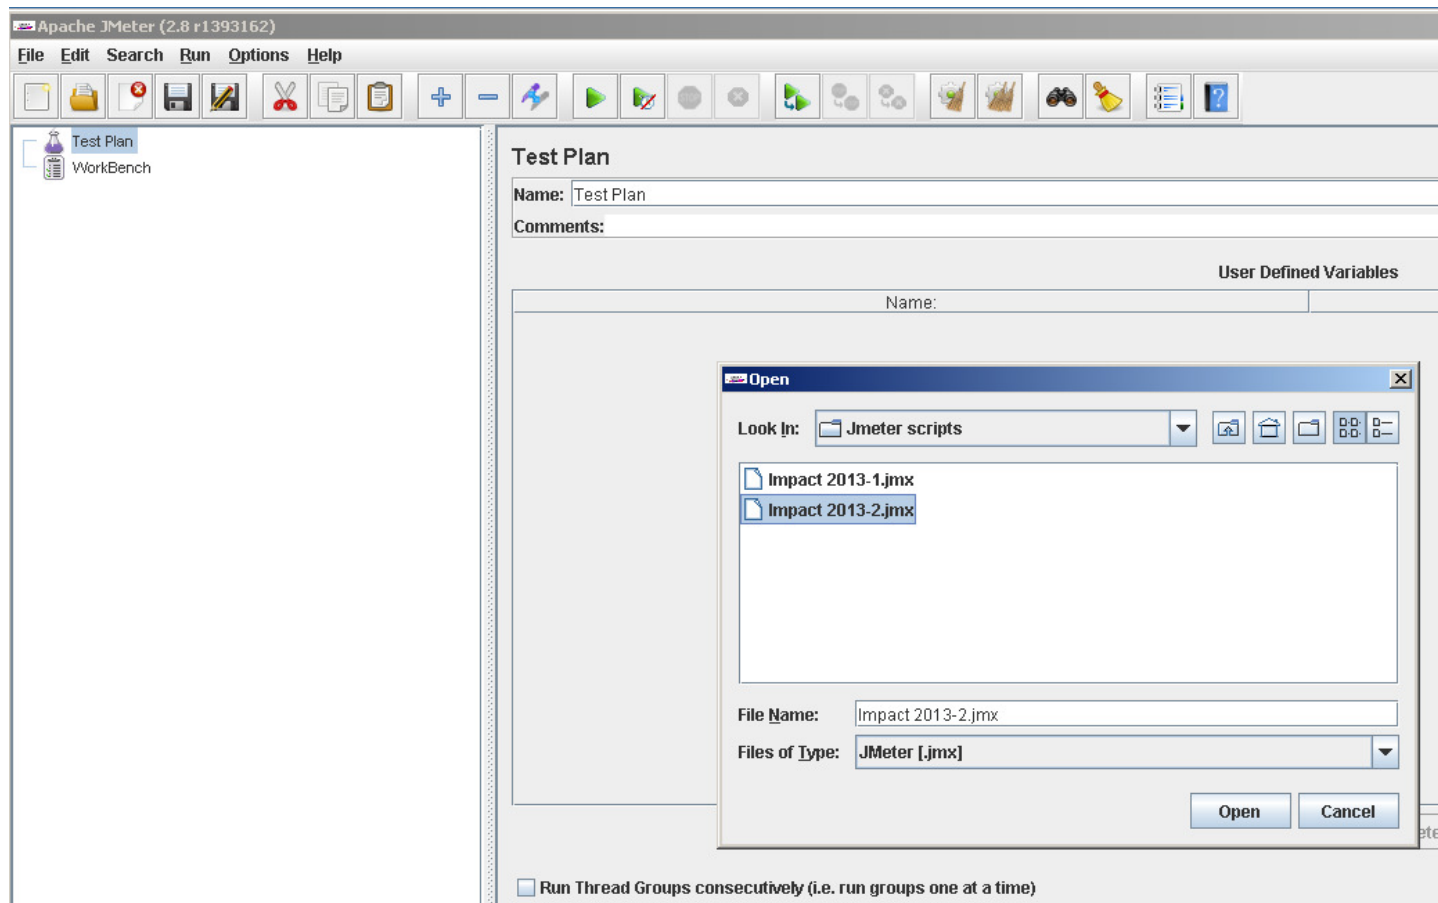 Apache JMeter (2.8 r1393162)
File Edit Search Run Options Help
Test Plan
WorkBench
Test Plan
Name: Test Plan
Comments:
User Defined Variables
Name:
Open
Look In: Jmeter scripts
Impact 2013-1.jmx
Impact 2013-2.jmx
File Name: Impact 2013-2.jmx
Files of Type: JMeter [.jmx]
Open Cancel
Run Thread Groups consecutively (i.e. run groups one at a time)